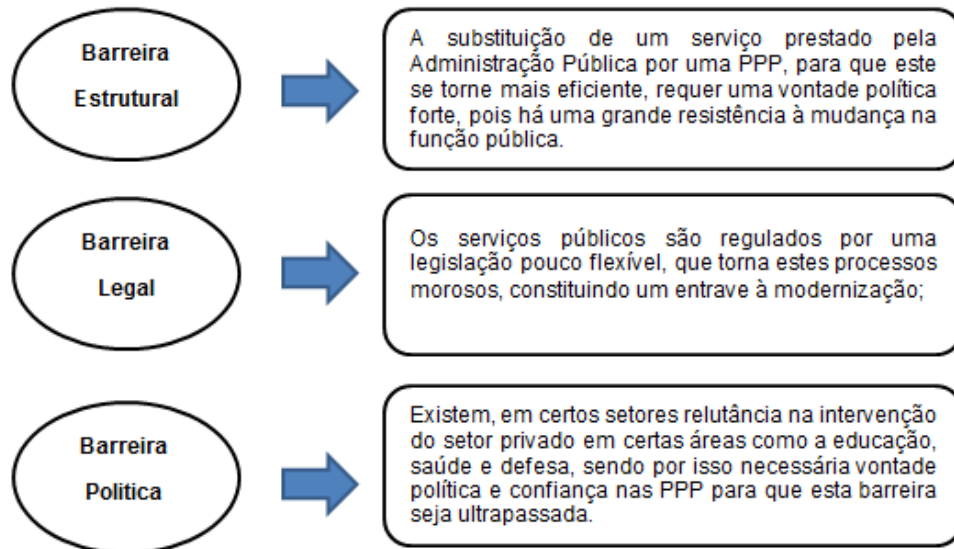 Barreira
Estrutural
A substituição de um serviço prestado pela
Administração Pública por uma PPP, para que este
se torne mais eficiente, requer uma vontade política
forte, pois há uma grande resistência à mudança na
função pública.
Barreira
Legal
Os serviços públicos são regulados por uma
legislação pouco flexível, que torna estes processos
morosos, constituindo um entrave à modernização;
Barreira
Politica
Existem, em certos setores relutância na intervenção
do setor privado em certas áreas como a educação,
saúde e defesa, sendo por isso necessária vontade
política e confiança nas PPP para que esta barreira
seja ultrapassada.